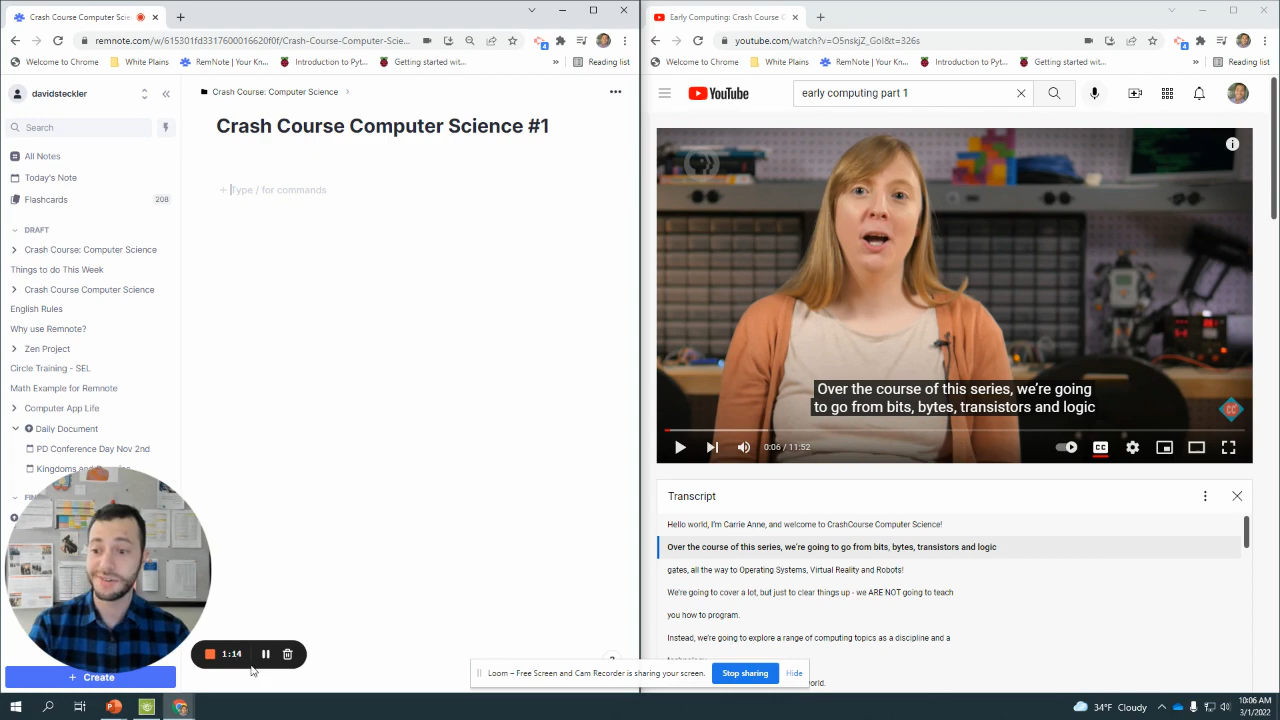 Crash Course Computer Scie
remnote.com/w/615301fd3317600016620f0f/Crash-Course-Computer-Scie...
Welcome to Chrome
White Plains
RemNote | Your Kn...
Introduction to Pyt...
Getting started wit...
»
Reading list
davidsteckler
Search
All Notes
Today's Note
Flashcards
208
DRAFT
Crash Course: Computer Science
Things to do This Week
Crash Course Computer Science
English Rules
Why use Remnote?
Zen Project
Circle Training - SEL
Math Example for Remnote
Computer App Life
Daily Document
PD Conference Day Nov 2nd
Kingdoms and
FIN
+ Create
Crash Course: Computer Science
Crash Course Computer Science #1
Type / for commands
1:14
Early Computing: Crash Course C
youtube.com/watch?v=O5nskjZ_GoI&t=326s
Welcome to Chrome
White Plains
RemNote | Your Kn...
Introduction to Pyt...
Getting started wit...
»
Reading list
YouTube
early computing part 1
Over the course of this series, we're going
to go from bits, bytes, transistors and logic
CC
0:06 / 11:52
CC
Transcript
Hello world, I'm Carrie Anne, and welcome to CrashCourse Computer Science!
Over the course of this series, we're going to go from bits, bytes, transistors and logic
gates, all the way to Operating Systems, Virtual Reality and Robots!
We're going to cover a lot, but just to clear things up - we ARE NOT going to teach
you how to program.
Instead, we're going to explore a range of computing topics as a discipline and a
world.
Loom – Free Screen and Cam Recorder is sharing your screen.
Stop sharing
Hide
34°F Cloudy
10:06 AM
3/1/2022